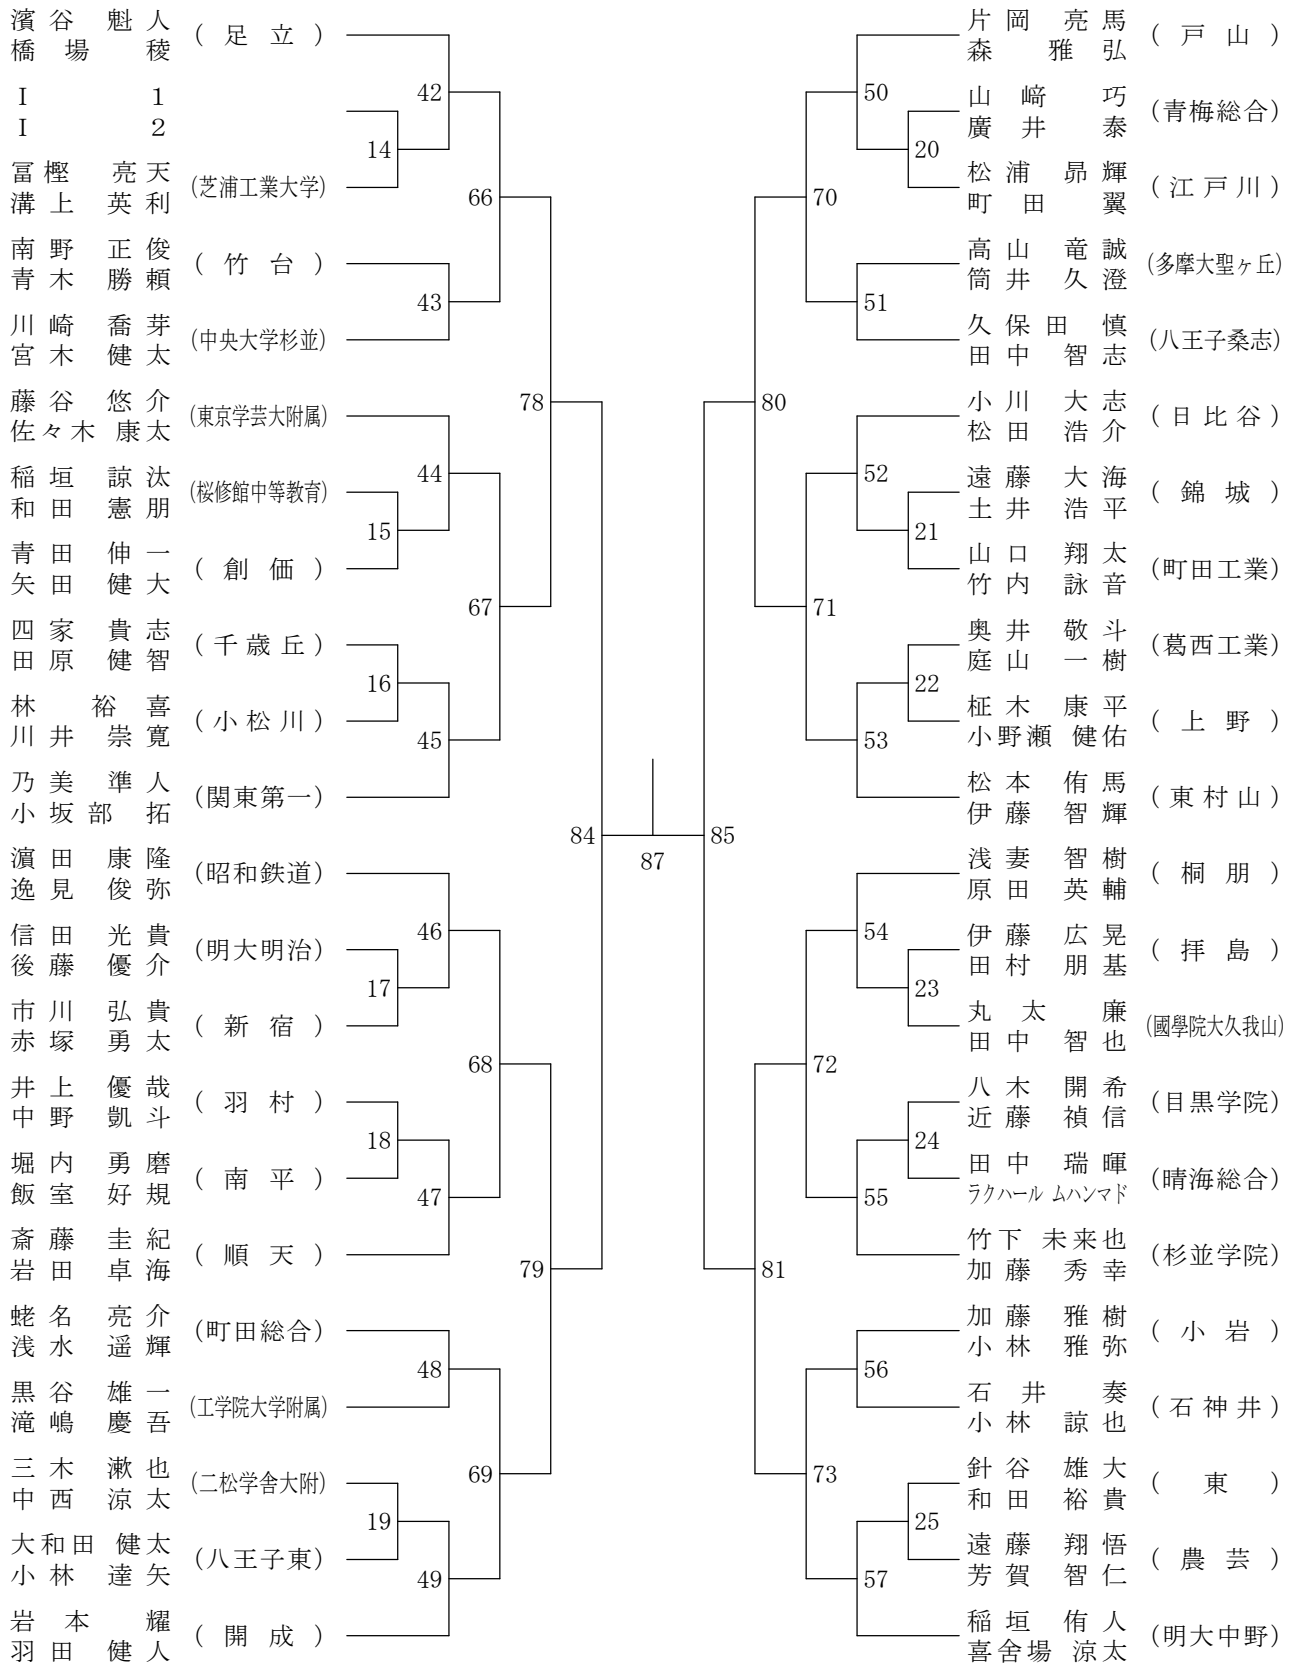 濱谷 魁人
橋場 稜
(足立)
I 1
I 2
冨樫 亮天
溝上 英利
(芝浦工業大学)
南野 正俊
青木 勝頼
(竹台)
川崎 喬芽
宮木 健太
(中央大学杉並)
藤谷 悠介
佐々木 康太
(東京学芸大附属)
稲垣 諒汰
和田 憲朋
(桜修館中等教育)
青田 伸一
矢田 健大
(創価)
四家 貴志
田原 健智
(千歳丘)
林 裕喜
川井 崇寛
(小松川)
乃美 準人
小坂部 拓
(関東第一)
濵田 康隆
逸見 俊弥
(昭和鉄道)
信田 光貴
後藤 優介
(明大明治)
市川 弘貴
赤塚 勇太
(新宿)
井上 優哉
中野 凱斗
(羽村)
堀内 勇磨
飯室 好規
(南平)
斎藤 圭紀
岩田 卓海
(順天)
蛯名 亮介
浅水 遥輝
(町田総合)
黒谷 雄一
滝嶋 慶吾
(工学院大学附属)
三木 漱也
中西 涼太
(二松学舎大附)
大和田 健太
小林 達矢
(八王子東)
岩本 耀
羽田 健人
(開成)
42
14
66
43
78
44
15
67
16
45
84
46
17
68
18
47
79
48
69
19
49
87
85
50
20
70
51
80
52
21
71
22
53
54
23
72
24
55
81
56
73
25
57
片岡 亮馬
森 雅弘
(戸山)
山﨑 巧
廣井 泰
(青梅総合)
松浦 昴輝
町田 翼
(江戸川)
高山 竜誠
筒井 久澄
(多摩大聖ヶ丘)
久保田 慎
田中 智志
(八王子桑志)
小川 大志
松田 浩介
(日比谷)
遠藤 大海
土井 浩平
(錦城)
山口 翔太
竹内 詠音
(町田工業)
奥井 敬斗
庭山 一樹
(葛西工業)
柾木 康平
小野瀬 健佑
(上野)
松本 侑馬
伊藤 智輝
(東村山)
浅妻 智樹
原田 英輔
(桐朋)
伊藤 広晃
田村 朋基
(拝島)
丸太 廉
田中 智也
(國學院大久我山)
八木 開希
近藤 禎信
(目黒学院)
田中 瑞暉
ラクハール ムハンマド
(晴海総合)
竹下 未来也
加藤 秀幸
(杉並学院)
加藤 雅樹
小林 雅弥
(小岩)
石井 奏
小林 諒也
(石神井)
針谷 雄大
和田 裕貴
(東)
遠藤 翔悟
芳賀 智仁
(農芸)
稲垣 侑人
喜舎場 涼太
(明大中野)